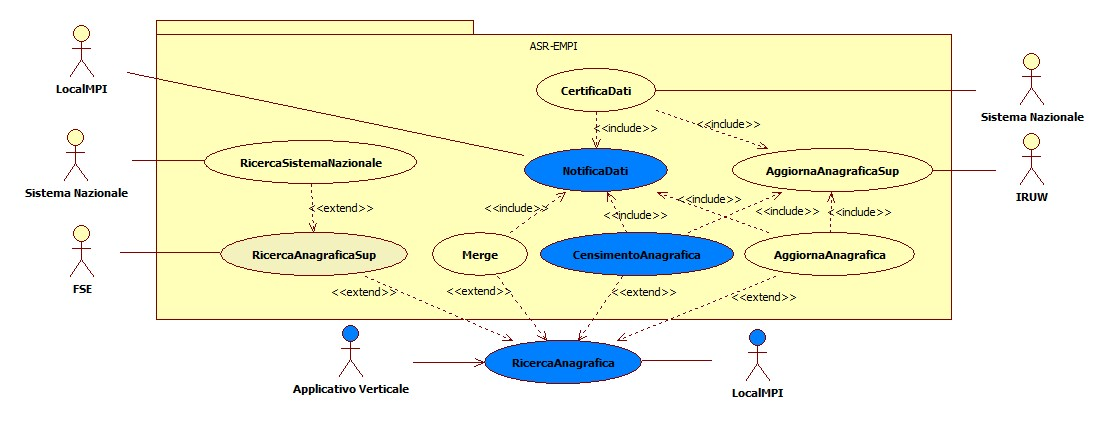 ASR-EMPI
LocalMPI
CertificaDati
Sistema Nazionale
<<include>>
<<include>>
RicercaSistemaNazionale
NotificaDati
AggiornaAnagraficaSup
Sistema Nazionale
IRUW
<<extend>>
<<include>>
<<include>>
<<include>>
<<include>>
RicercaAnagraficaSup
Merge
CensimentoAnagrafica
AggiornaAnagrafica
FSE
<<extend>>
<<extend>>
<<extend>>
<<extend>>
RicercaAnagrafica
Applicativo Verticale
LocalMPI